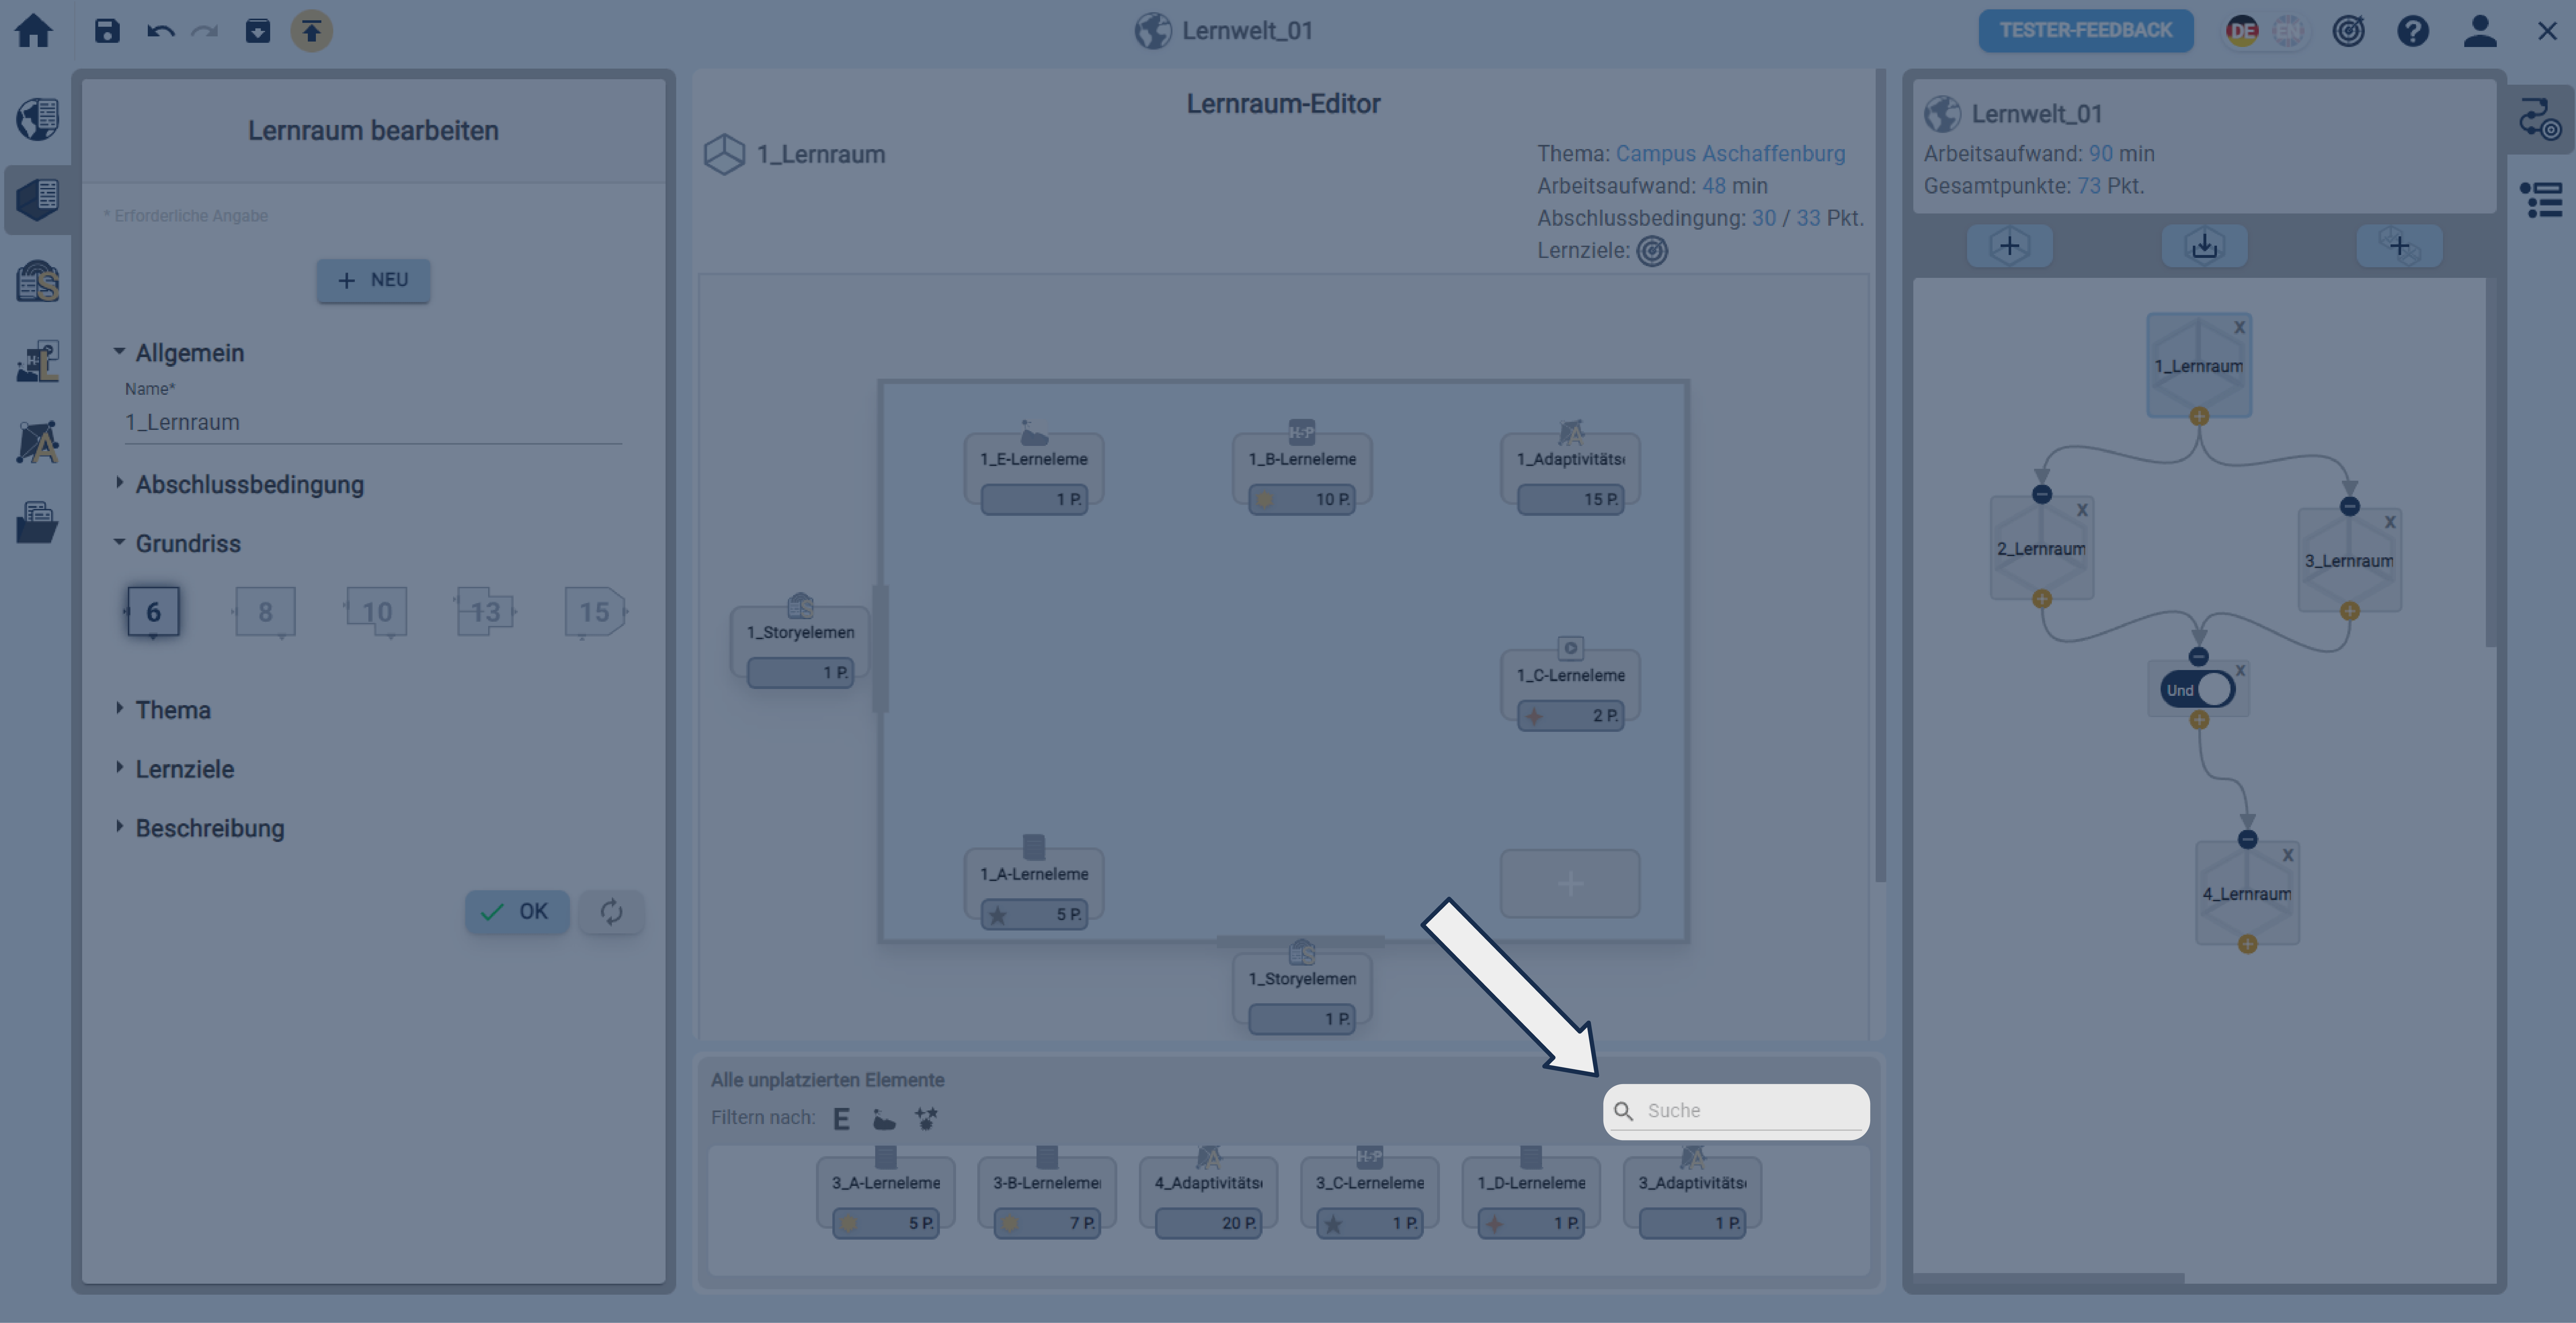 Lernwelt_01
TESTER-FEEDBACK
DE
EN
Lernraum bearbeiten
* Erforderliche Angabe
+ NEU
Allgemein
Name*
1_Lernraum
Abschlussbedingung
Grundriss
6 8 10 13 15
Thema
Lernziele
Beschreibung
OK
Lernraum-Editor
1_Lernraum
Thema: Campus Aschaffenburg
Arbeitsaufwand: 48 min
Abschlussbedingung: 30 / 33 Pkt.
Lernziele:
1_E-Lerneleme
1 P.
H-P
1_B-Lerneleme
10 P.
A
1_Adaptivitäts
15 P.
S
1_Storyelemen
1 P.
1_C-Lerneleme
2 P.
1_A-Lerneleme
5 P.
+
S
1_Storyelemen
1 P.
Alle unplatzierten Elemente
Filtern nach: E
Suche
3_A-Lerneleme
5 P.
3-B-Lerneleme
7 P.
A
4_Adaptivitäts
20 P.
H-P
3_C-Lerneleme
1 P.
1_D-Lerneleme
1 P.
A
3_Adaptivitäts
1 P.
Lernwelt_01
Arbeitsaufwand: 90 min
Gesamtpunkte: 73 Pkt.
X
1_Lernraum
X
2_Lernraum
X
3_Lernraum
X
Und
X
4_Lernraum